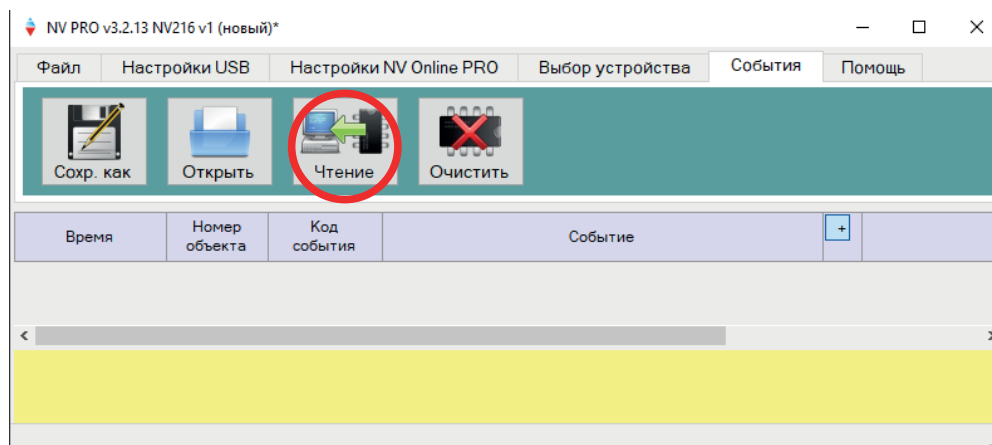 NV PRO v3.2.13 NV216 v1 (новый)*
Файл Настройки USB Настройки NV Online PRO Выбор устройства События Помощь
Сохр. как Открыть Чтение Очистить
Время Номер объекта Код события Событие +